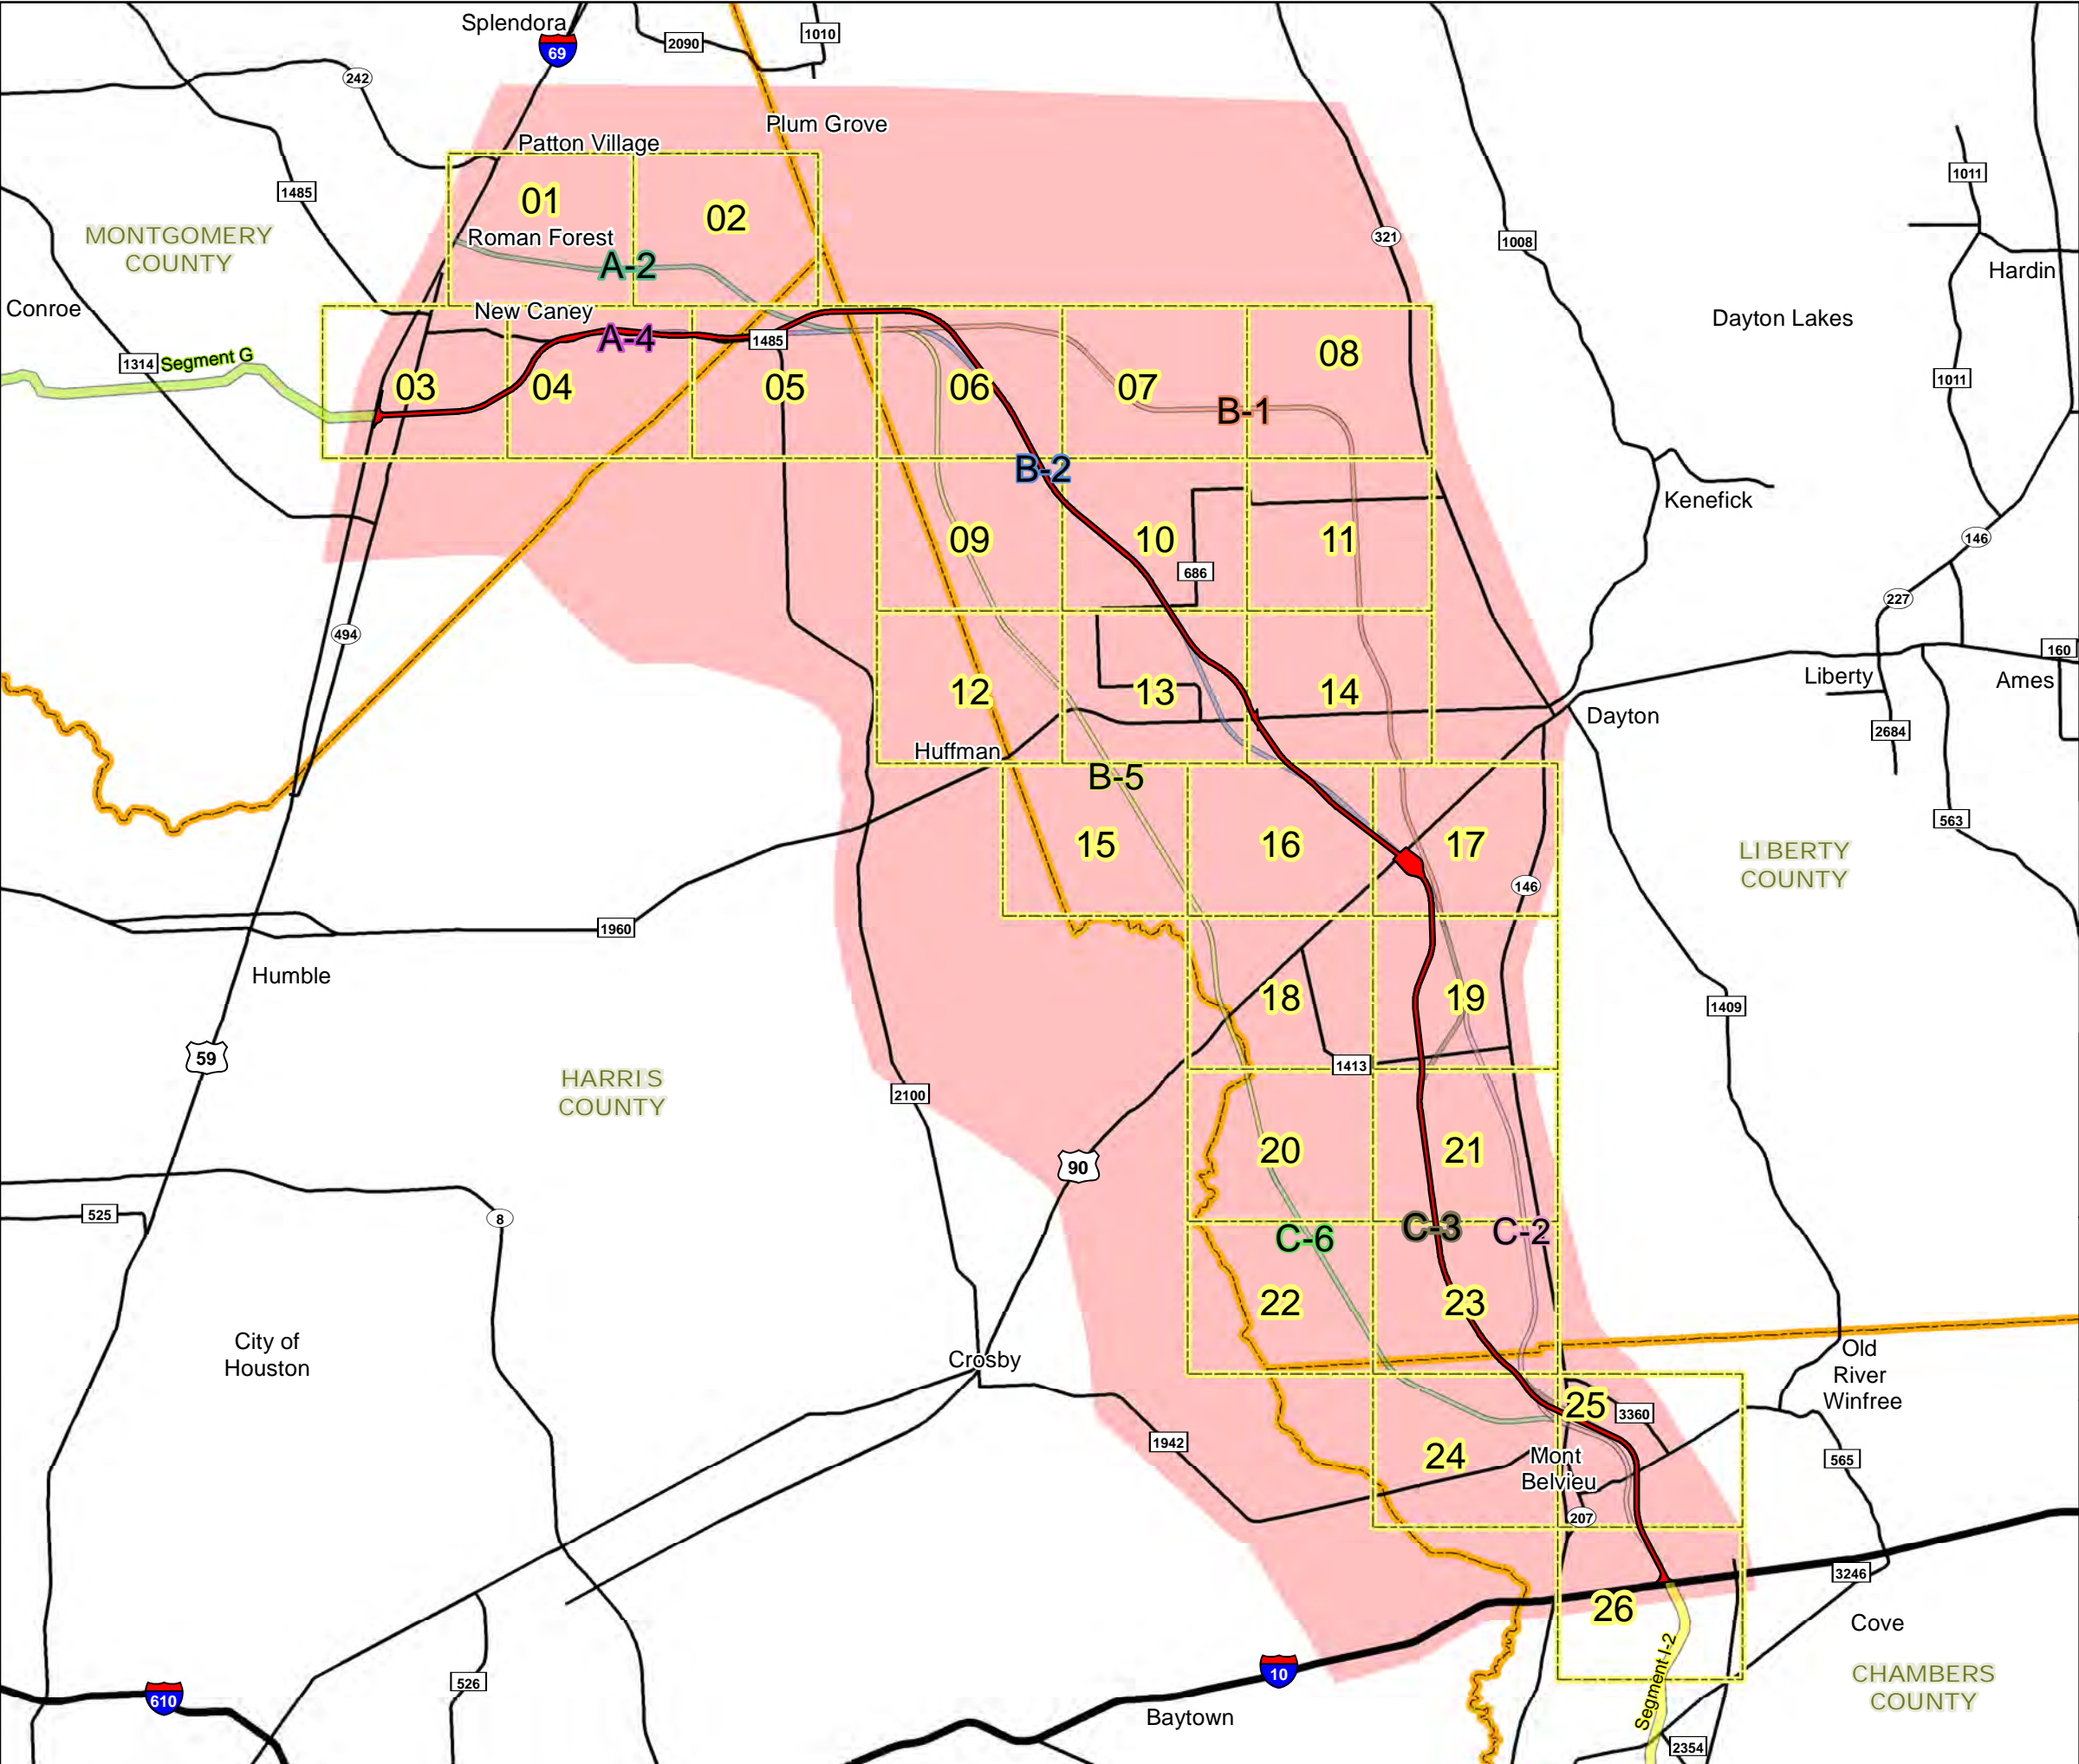 Splendora
69
2090
1010
242
Plum Grove
Patton Village
1485
01
02
1011
MONTGOMERY
COUNTY
Roman Forest
A-2
321
1008
Hardin
Conroe
New Caney
Dayton Lakes
1314
Segment G
A-4
1485
03
04
05
06
07
08
B-1
1011
B-2
Kenefick
09
10
11
146
686
227
494
160
12
13
14
Liberty
Ames
Dayton
2684
Huffman
B-5
15
16
17
563
LIBERTY
COUNTY
146
1960
Humble
18
19
1409
59
1413
HARRIS
COUNTY
2100
20
21
90
525
8
C-6
C-3
C-2
22
23
City of
Houston
Crosby
Old
River
Winfree
25
3360
1942
24
Mont
Belvieu
565
207
3246
26
Cove
Segment I-2
10
526
610
CHAMBERS
COUNTY
Baytown
2354